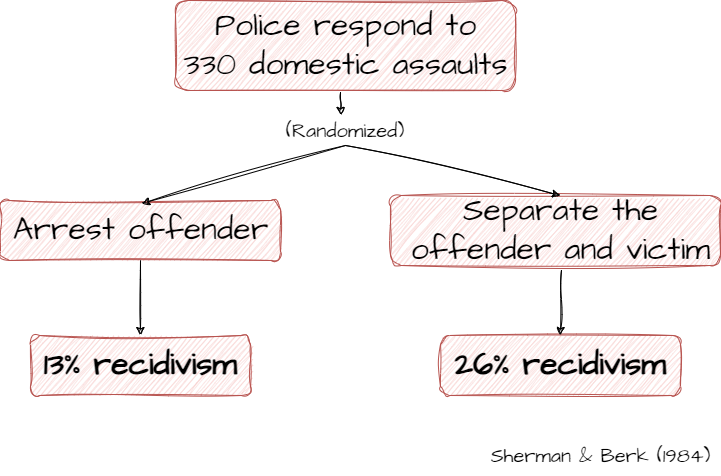 Police respond to
330 domestic assaults
(Randomized)
Arrest offender
Separate the
offender and victim
13% recidivism
26% recidivism
Sherman & Berk (1984)